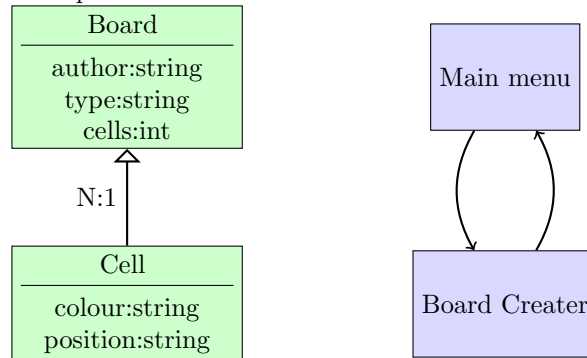 Board
author:string
type:string
cells:int
N:1
Cell
colour:string
position:string
Main menu
Board Creater